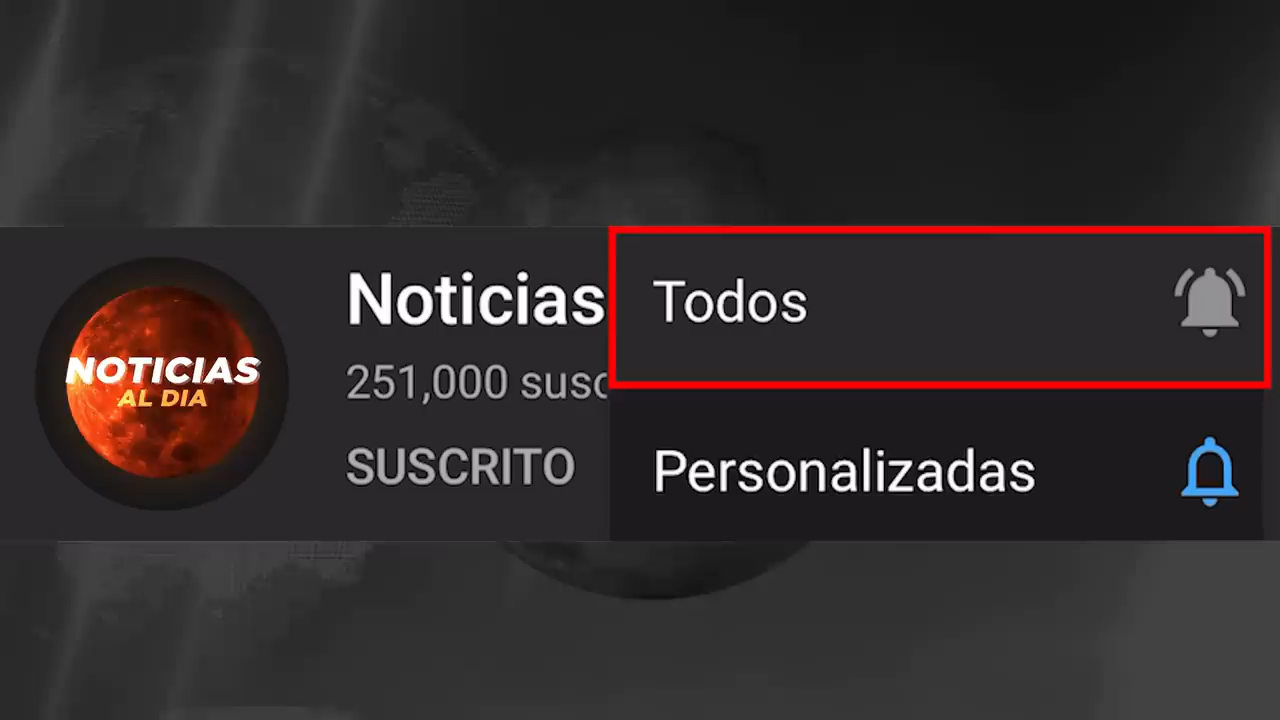 NOTICIAS
AL DIA
Noticias
251,000 susc
SUSCRITO
Todos
Personalizadas